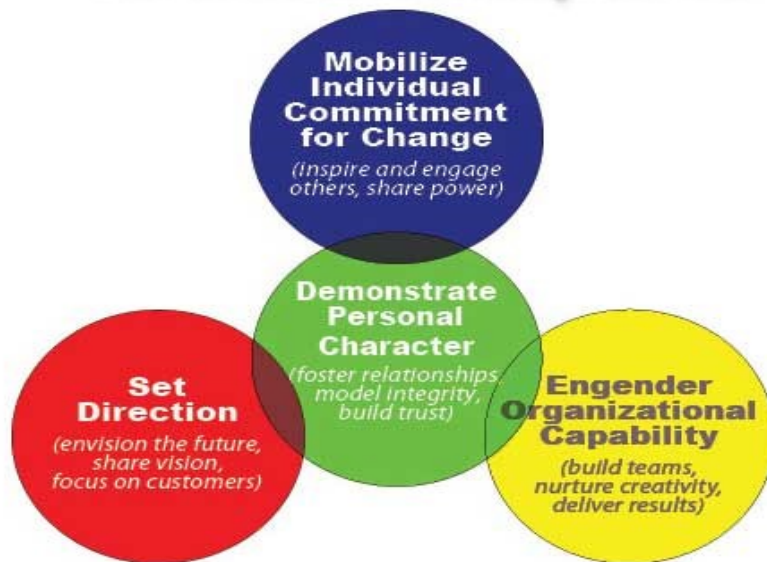 Mobilize
Individual
Commitment
for Change
(inspire and engage
others, share power)
Demonstrate
Personal
Character
(foster relationships,
model integrity,
build trust)
Set
Direction
(envision the future,
share vision,
focus on customers)
Engender
Organizational
Capability
(build teams,
nurture creativity,
deliver results)